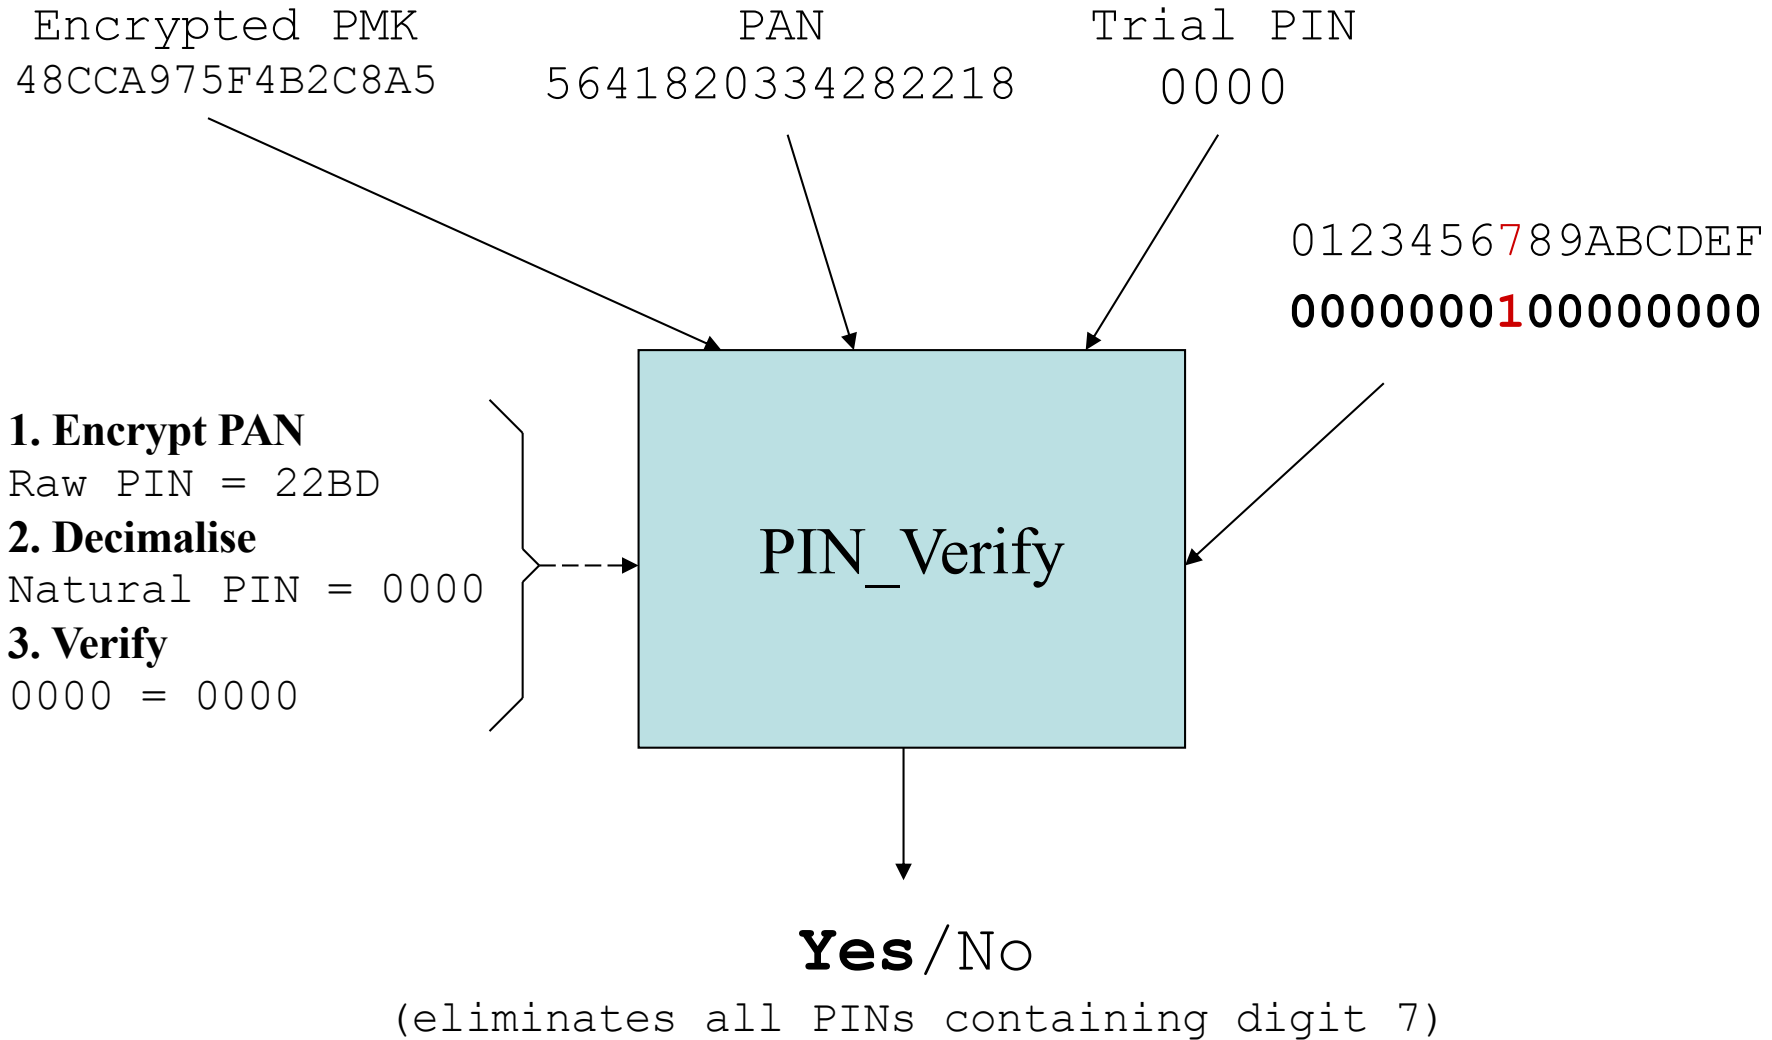 Encrypted PMK
48CCA975F4B2C8A5
PAN
5641820334282218
Trial PIN
0000
0123456789ABCDEF
0000000100000000
1. Encrypt PAN
Raw PIN = 22BD
2. Decimalise
Natural PIN = 0000
3. Verify
0000 = 0000
PIN_Verify
Yes/No
(eliminates all PINs containing digit 7)